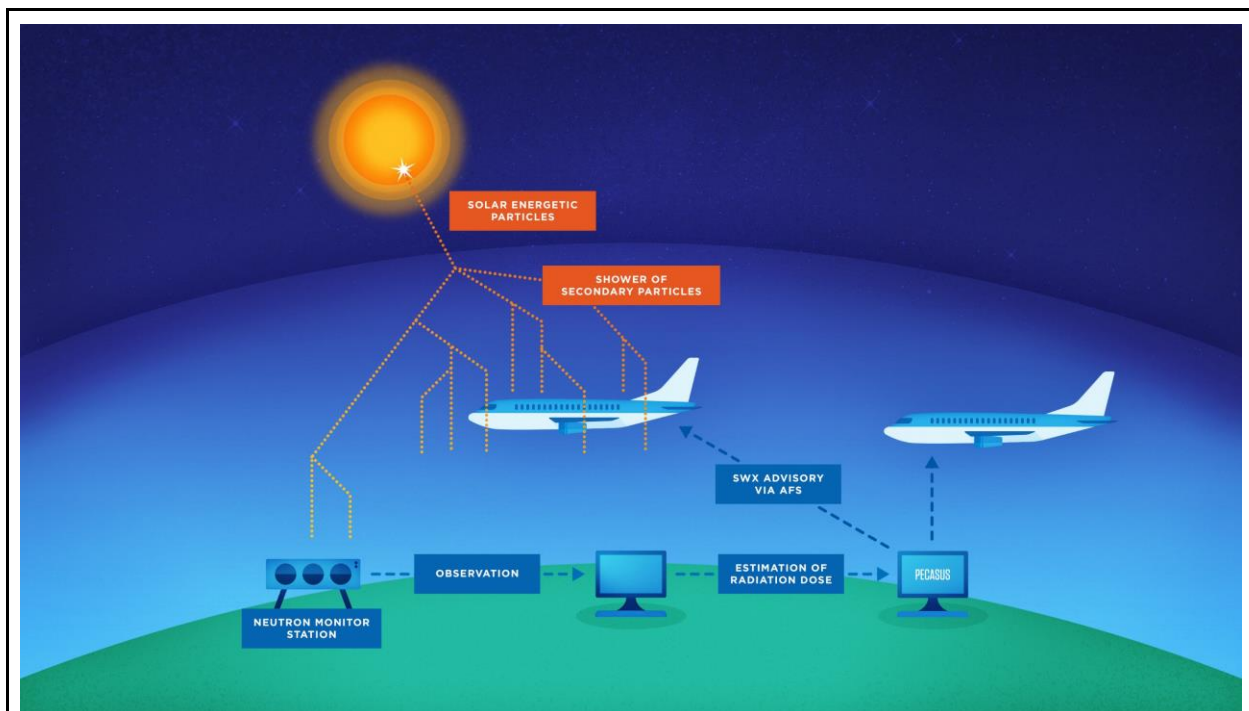 SOLAR ENERGETIC
PARTICLES
SHOWER OF
SECONDARY PARTICLES
SWX ADVISORY
VIA AFS
OBSERVATION
ESTIMATION OF
RADIATION DOSE
PECASUS
NEUTRON MONITOR
STATION